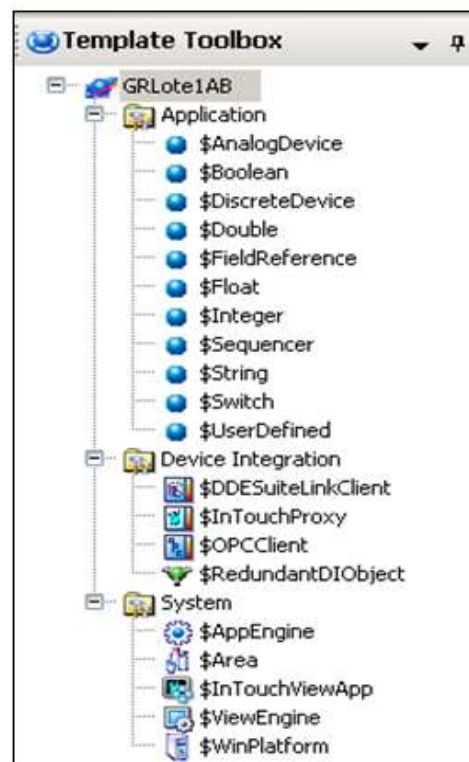 Template Toolbox
GRLote1AB
Application
$AnalogDevice
$Boolean
$DiscreteDevice
$Double
$FieldReference
$Float
$Integer
$Sequencer
$String
$Switch
$UserDefined
Device Integration
$DDESuiteLinkClient
$InTouchProxy
$OPCClient
$RedundantDIObject
System
$AppEngine
$Area
$InTouchViewApp
$ViewEngine
$WinPlatform